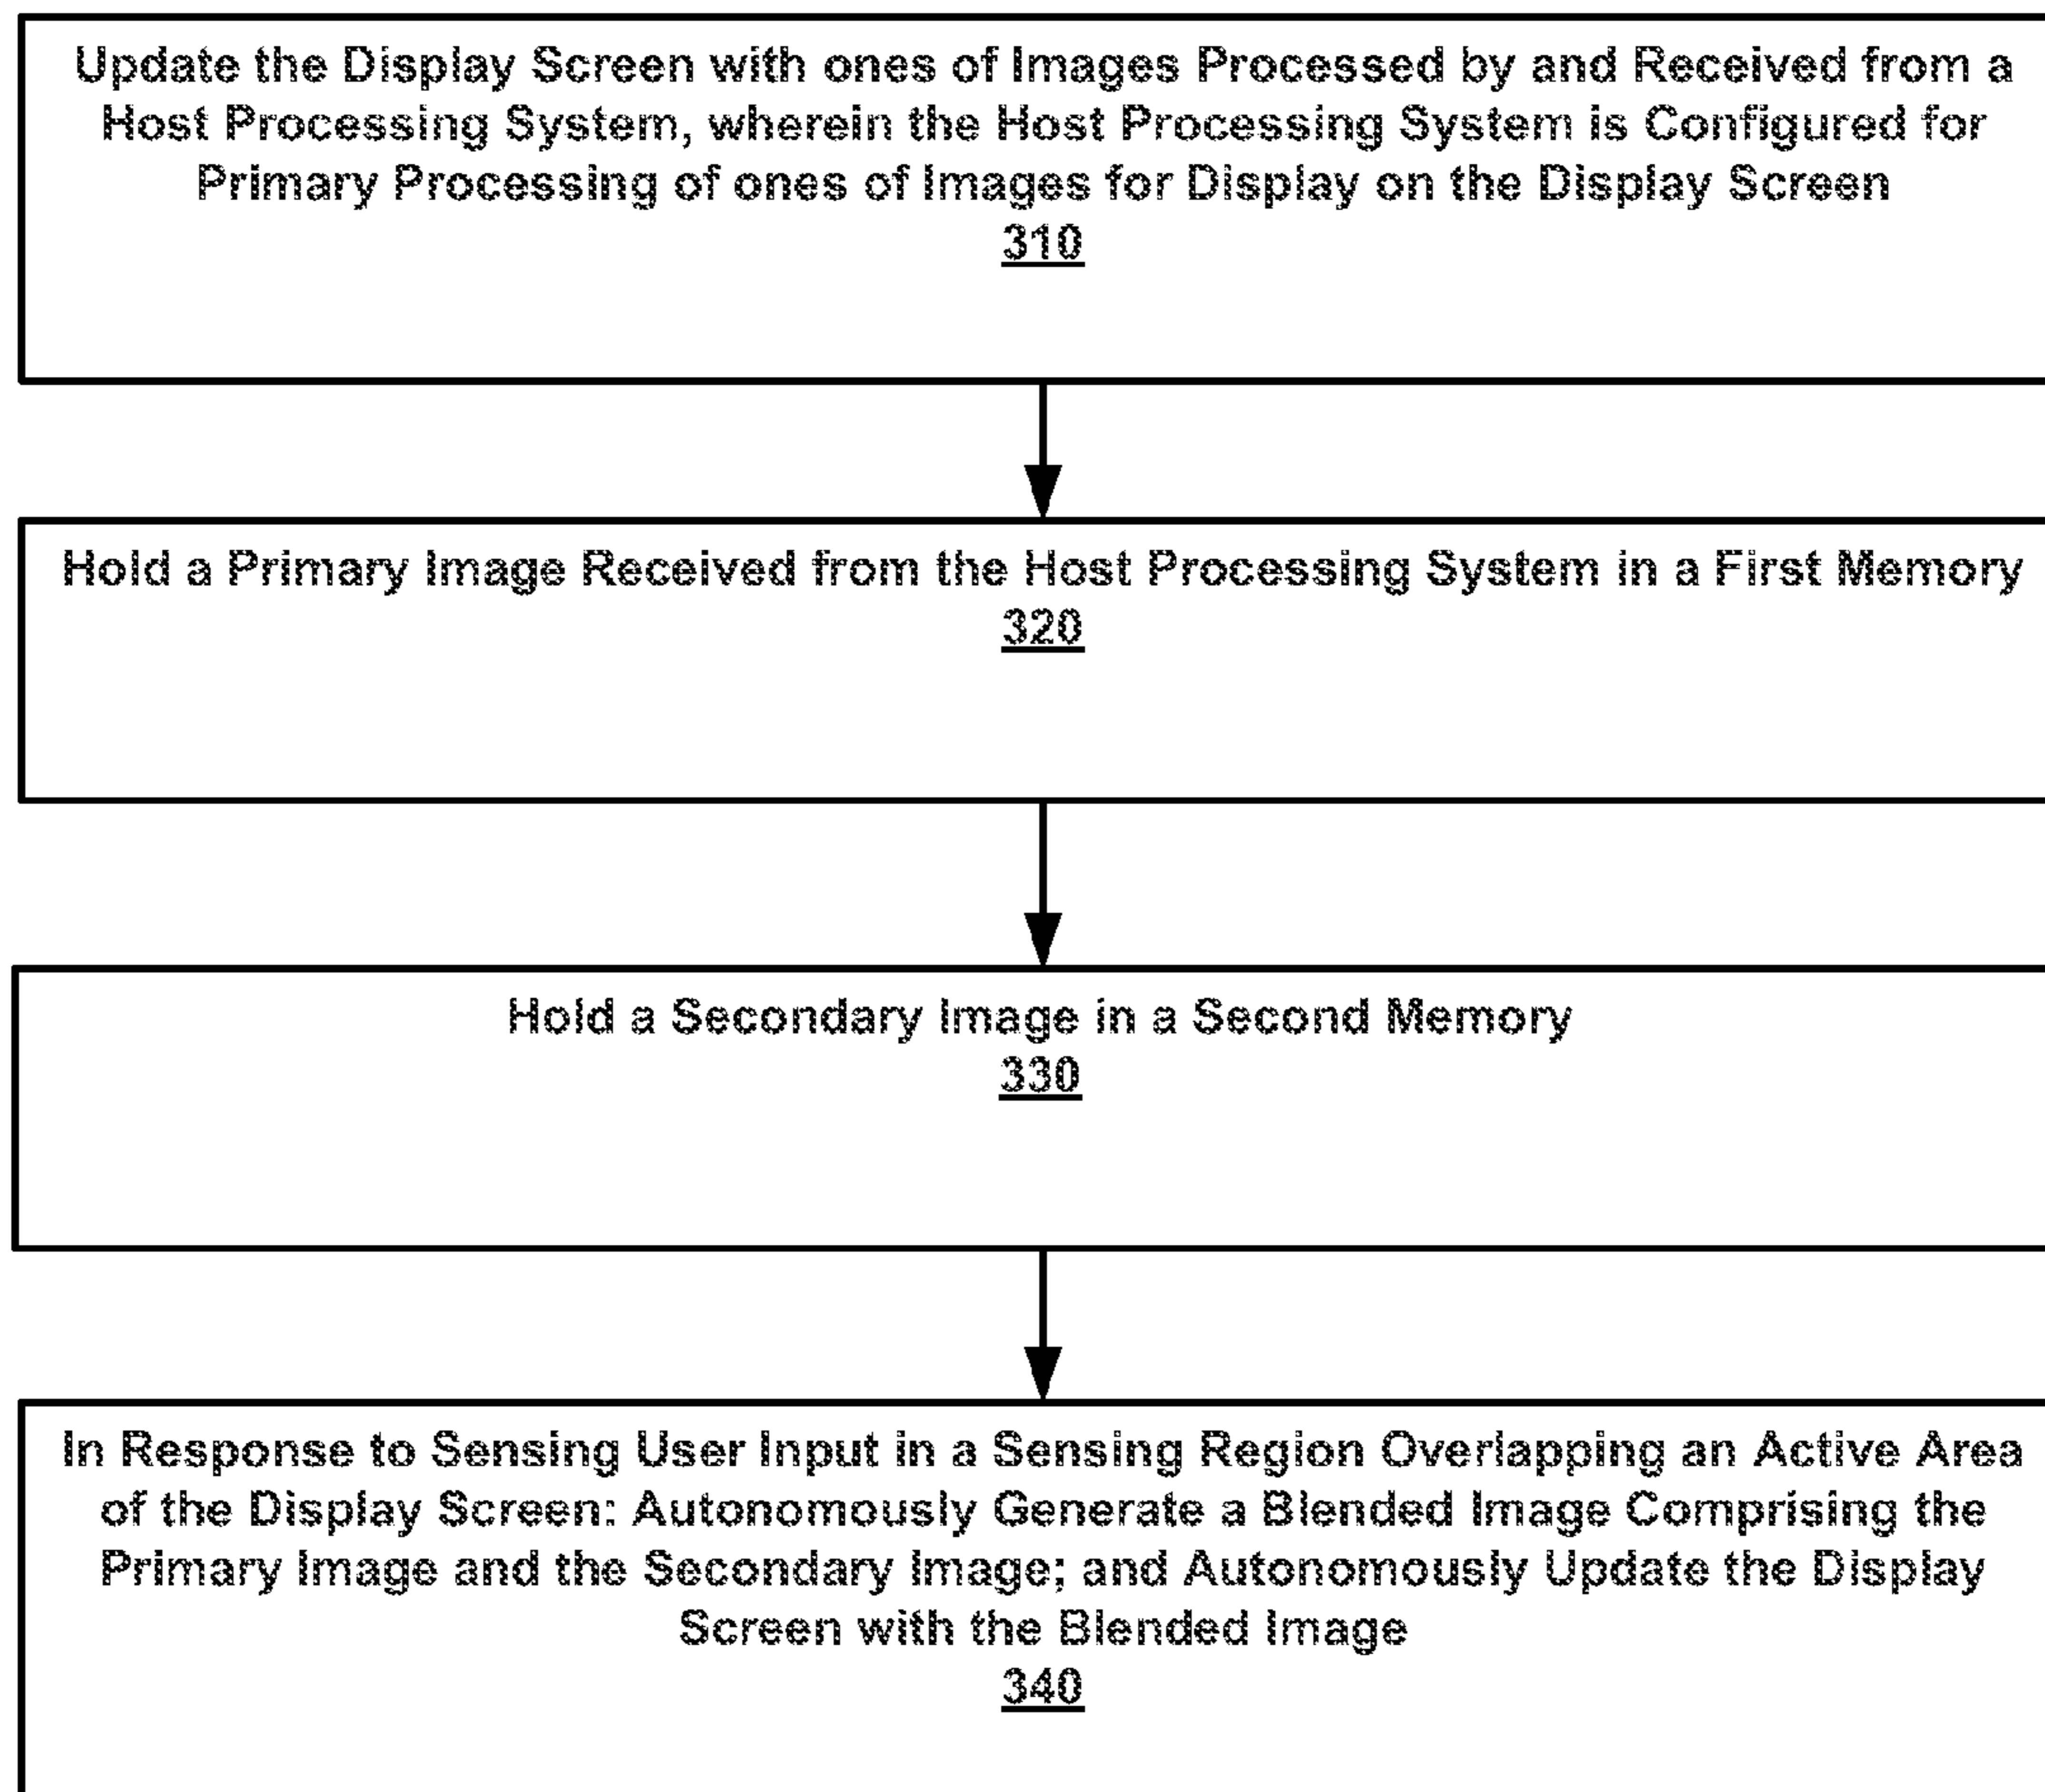 Update the Display Screen with ones of Images Processed by and Received from a
Host Processing System, wherein the Host Processing System is Configured for
Primary Processing of ones of Images for Display on the Display Screen
310
Hold a Primary Image Received from the Host Processing System in a First Memory
320
Hold a Secondary Image in a Second Memory
330
In Response to Sensing User Input in a Sensing Region Overlapping an Active Area
of the Display Screen: Autonomously Generate a Blended Image Comprising the
Primary Image and the Secondary Image; and Autonomously Update the Display
Screen with the Blended Image
340